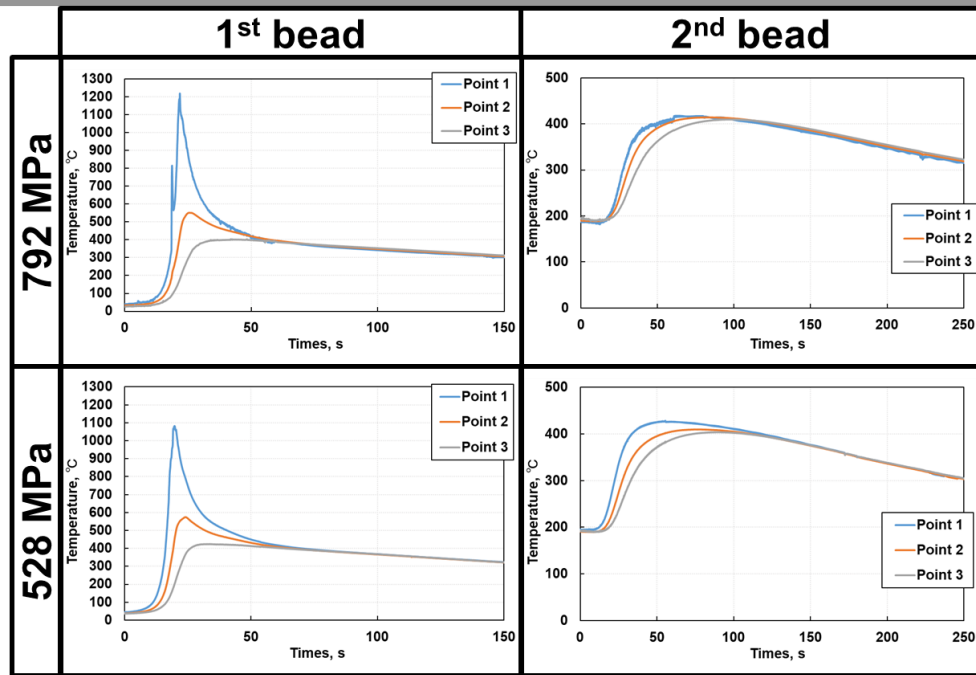 1st bead
2nd bead
792 MPa
1300
1200
1100
1000
900
800
700
600
500
400
300
200
100
0
Temperature, °C
0
50
100
150
Times, s
Point 1
Point 2
Point 3
500
400
300
200
100
0
Temperature, °C
0
50
100
150
200
250
Times, s
Point 1
Point 2
Point 3
528 MPa
1300
1200
1100
1000
900
800
700
600
500
400
300
200
100
0
Temperature, °C
0
50
100
150
Times, s
Point 1
Point 2
Point 3
500
400
300
200
100
0
Temperature, °C
0
50
100
150
200
250
Times, s
Point 1
Point 2
Point 3